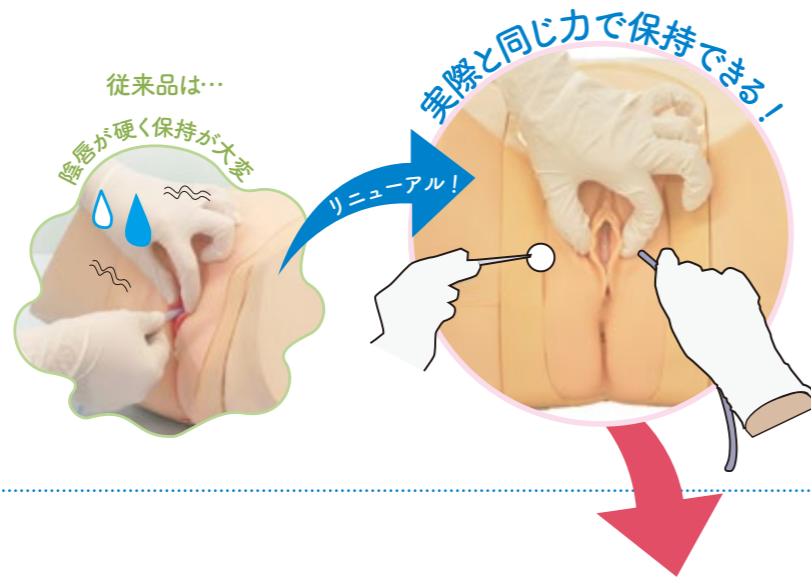 従来品は…
陰唇が硬く保持が大変
リニューアル！
実際と同じ力で保持できる！